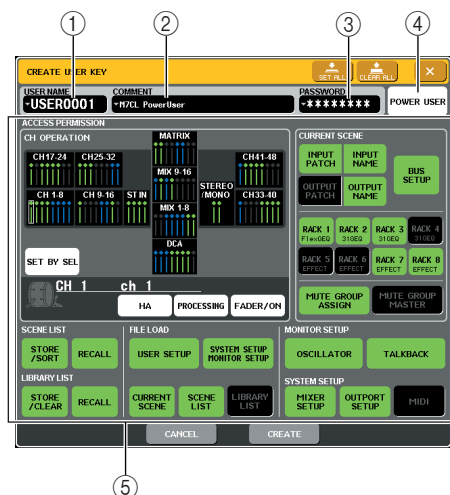 ① ② ③ ④
CREATE USER KEY
SET ALL
CLEAR ALL
×
USER NAME
COMMENT
PASSWORD
USER0001
M7CL PowerUser
********
POWER USER
ACCESS PERMISSION
CH OPERATION
MATRIX
CH17-24
CH25-32
MIX 9-16
CH41-48
CH 1-8
CH 9-16
ST IN
STEREO
/MONO
CH33-40
MIX 1-8
DCA
SET BY SEL
CH 1
ch 1
HA
PROCESSING
FADER/ON
CURRENT SCENE
INPUT
PATCH
INPUT
NAME
BUS
SETUP
OUTPUT
PATCH
OUTPUT
NAME
RACK 1
FlexGEQ
RACK 2
31GEQ
RACK 3
31GEQ
RACK 4
31GEQ
RACK 5
EFFECT
RACK 6
EFFECT
RACK 7
EFFECT
RACK 8
EFFECT
MUTE GROUP
ASSIGN
MUTE GROUP
MASTER
SCENE LIST
STORE
/SORT
RECALL
LIBRARY LIST
STORE
/CLEAR
RECALL
FILE LOAD
USER SETUP
SYSTEM SETUP
MONITOR SETUP
CURRENT
SCENE
SCENE
LIST
LIBRARY
LIST
MONITOR SETUP
OSCILLATOR
TALKBACK
SYSTEM SETUP
MIXER
SETUP
OUTPORT
SETUP
MIDI
CANCEL
CREATE
⑤